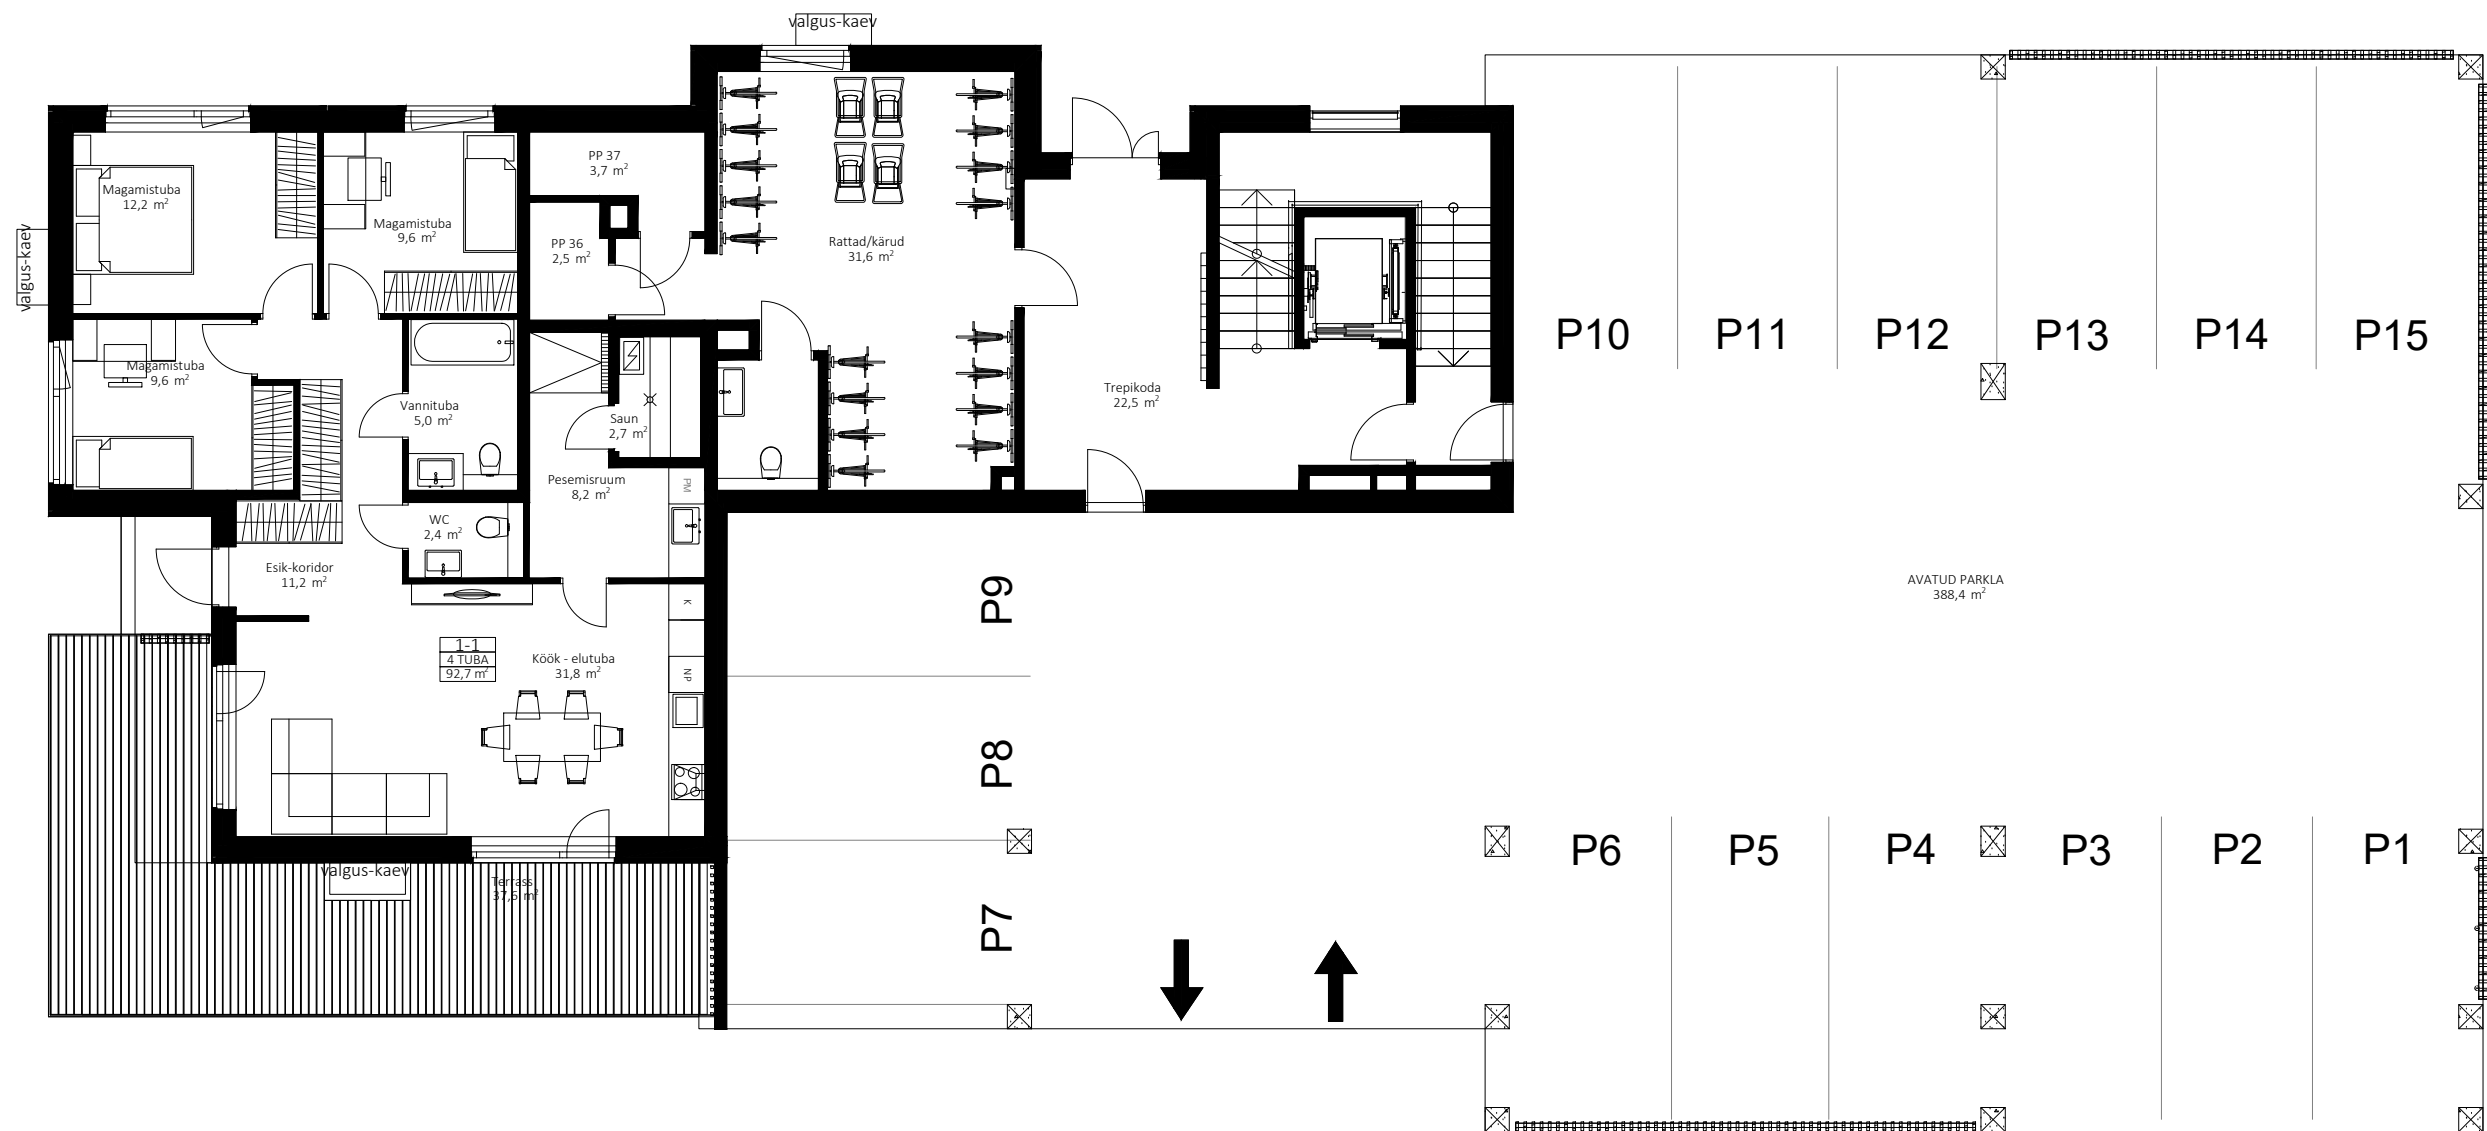 valgus-kaev
PP 37
3,7 m²
Magamistuba
12,2 m²
Magamistuba
9,6 m²
PP 36
2,5 m²
Rattad/kärud
31,6 m²
valgus-kaev
P10
P11
P12
P13
P14
P15
Magamistuba
9,6 m²
Vannituba
5,0 m²
Saun
2,7 m²
Trepikoda
22,5 m²
Pesemisruum
8,2 m²
PM
WC
2,4 m²
Esik-koridor
11,2 m²
K
P9
AVATUD PARKLA
388,4 m²
1-1
4 TUBA
92,7 m²
Köök - elutuba
31,8 m²
NP
P8
P6
P5
P4
P3
P2
P1
valgus-kaev
Terrass
37,6 m²
P7